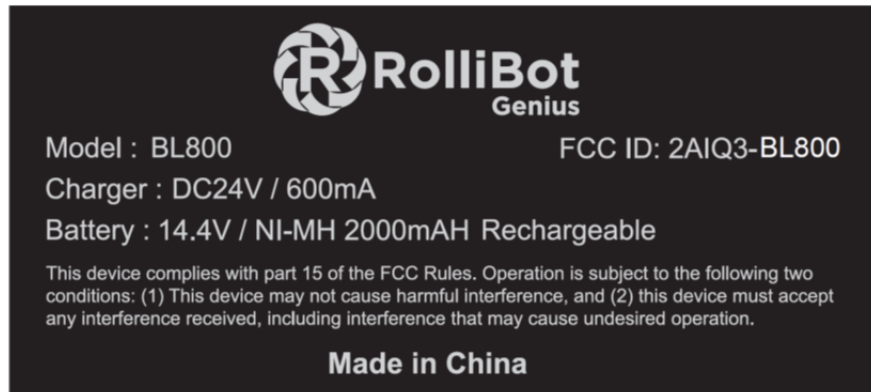 RolliBot
Genius
Model : BL800 FCC ID: 2AIQ3-BL800
Charger : DC24V / 600mA
Battery : 14.4V / NI-MH 2000mAH Rechargeable
This device complies with part 15 of the FCC Rules. Operation is subject to the following two
conditions: (1) This device may not cause harmful interference, and (2) this device must accept
any interference received, including interference that may cause undesired operation.
Made in China